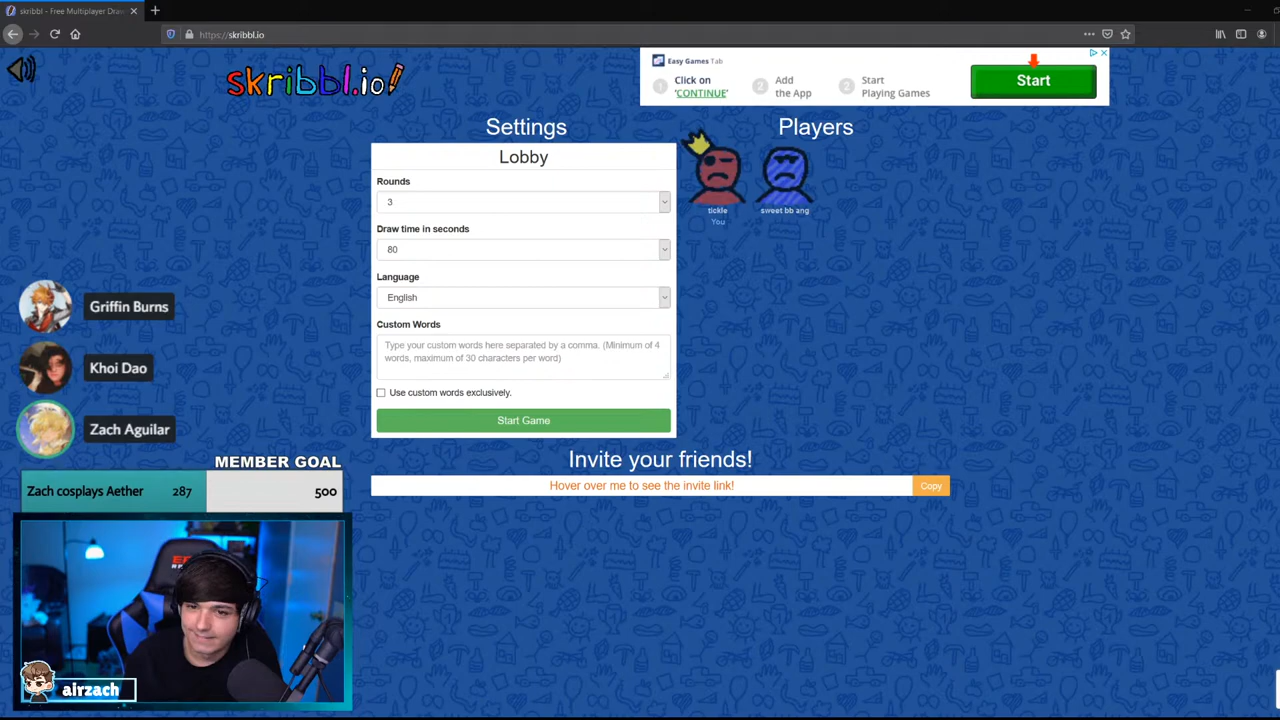 skribbl - Free Multiplayer Draw
https://skribbl.io
skribbl.io
Easy Games Tab
1 Click on 'CONTINUE'
2 Add the App
2 Start Playing Games
Start
Settings
Players
Lobby
Rounds
3
Draw time in seconds
80
Language
English
Custom Words
Type your custom words here separated by a comma. (Minimum of 4
words, maximum of 30 characters per word)
Use custom words exclusively.
Start Game
tickle
You
sweet bb ang
Invite your friends!
Hover over me to see the invite link!
Copy
Griffin Burns
Khoi Dao
Zach Aguilar
MEMBER GOAL
Zach cosplays Aether 287 500
airzach